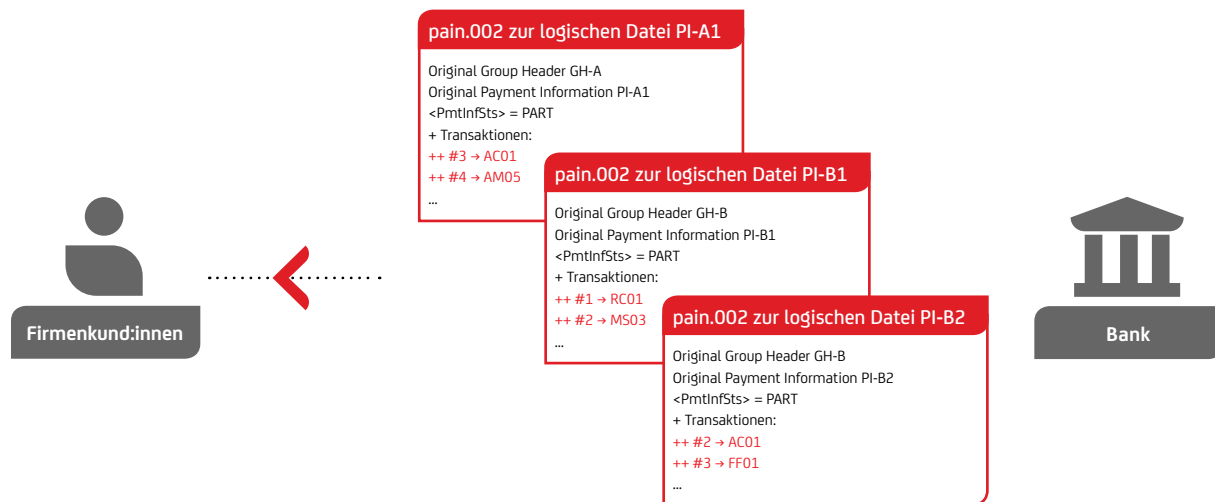 pain.002 zur logischen Datei PI-A1
Original Group Header GH-A
Original Payment Information PI-A1
<PmtInfSts> = PART
+ Transaktionen:
++ #3 → AC01
++ #4 → AM05
...
pain.002 zur logischen Datei PI-B1
Original Group Header GH-B
Original Payment Information PI-B1
<PmtInfSts> = PART
+ Transaktionen:
++ #1 → RC01
++ #2 → MS03
...
pain.002 zur logischen Datei PI-B2
Original Group Header GH-B
Original Payment Information PI-B2
<PmtInfSts> = PART
+ Transaktionen:
++ #2 → AC01
++ #3 → FF01
...
Firmenkund:innen
Bank